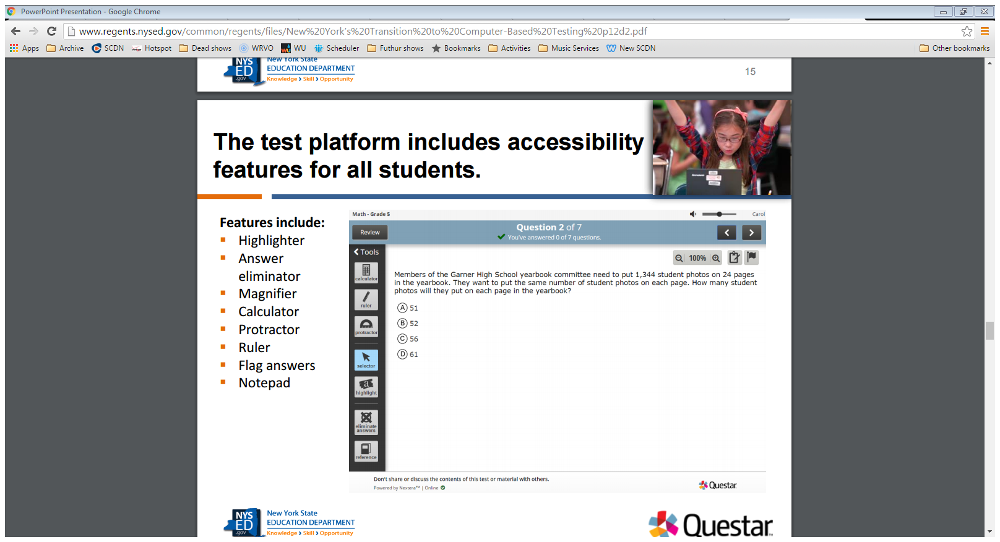 PowerPoint Presentation - Google Chrome
www.regents.nysed.gov/common/regents/files/New%20York's%20Transition%20to%20Computer-Based%20Testing%20p12d2.pdf
Apps Archive SCDN Hotspot Dead shows WRVO WU Scheduler Futhur shows Bookmarks Activities Music Services New SCDN Other bookmarks
NYS
ED
.gov
New York State
EDUCATION DEPARTMENT
Knowledge > Skill > Opportunity
15
The test platform includes accessibility
features for all students.
Features include:
Highlighter
Answer
eliminator
Magnifier
Calculator
Protractor
Ruler
Flag answers
Notepad
Math - Grade 5
Carol
Review
Question 2 of 7
You've answered 0 of 7 questions.
Tools
calculator
ruler
protractor
selector
a
highlight
eliminate
answers
reference
100%
Members of the Garner High School yearbook committee need to put 1,344 student photos on 24 pages
in the yearbook. They want to put the same number of student photos on each page. How many student
photos will they put on each page in the yearbook?
A 51
B 52
C 56
D 61
Don't share or discuss the contents of this test or material with others.
Powered by Nextera™ | Online
Questar
NYS
ED
.gov
New York State
EDUCATION DEPARTMENT
Knowledge > Skill > Opportunity
Questar